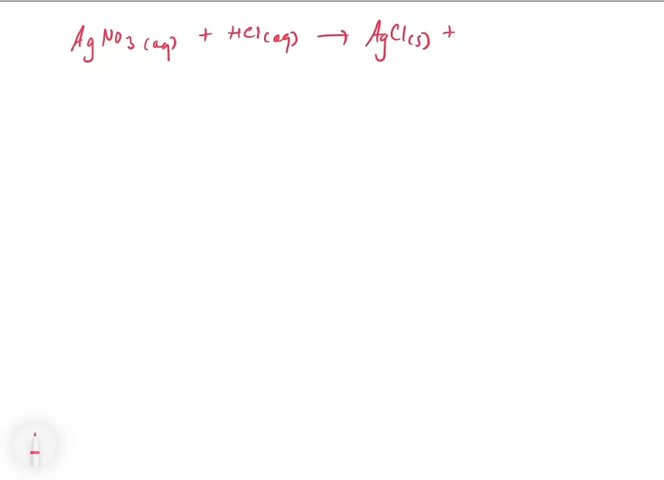 AgNO3(aq) + HCl(aq) → AgCl(s) +